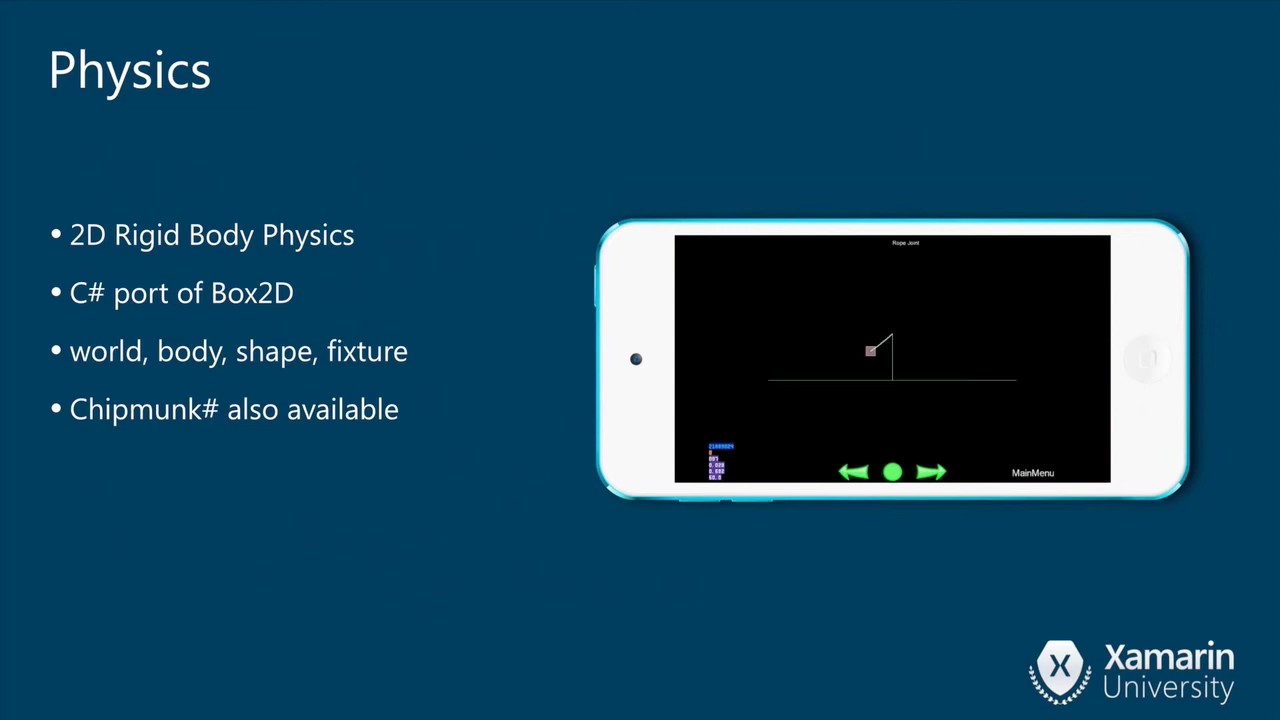 Physics
• 2D Rigid Body Physics
• C# port of Box2D
• world, body, shape, fixture
• Chipmunk# also available
Rope Joint
MainMenu
X
Xamarin
University